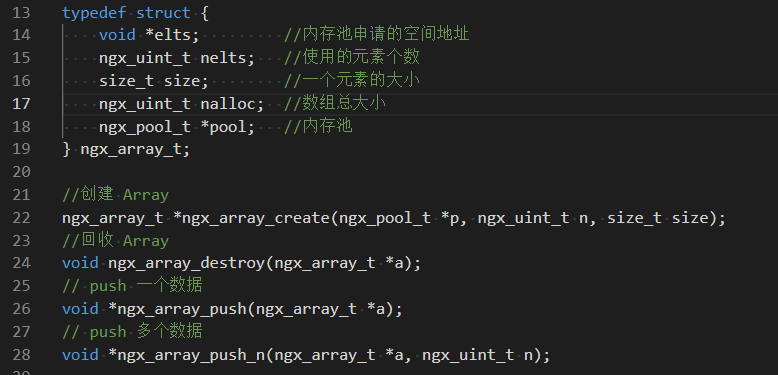 13 typedef struct {
14 void *elts; //内存池申请的空间地址
15 ngx_uint_t nelts; //使用的元素个数
16 size_t size; //一个元素的大小
17 ngx_uint_t nalloc; //数组总大小
18 ngx_pool_t *pool; //内存池
19 } ngx_array_t;
20
21 //创建 Array
22 ngx_array_t *ngx_array_create(ngx_pool_t *p, ngx_uint_t n, size_t size);
23 //回收 Array
24 void ngx_array_destroy(ngx_array_t *a);
25 // push 一个数据
26 void *ngx_array_push(ngx_array_t *a);
27 // push 多个数据
28 void *ngx_array_push_n(ngx_array_t *a, ngx_uint_t n);